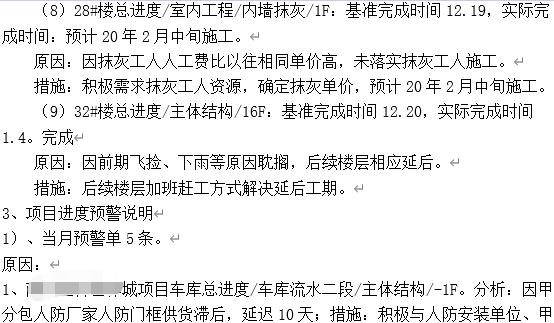 （8）28#楼总进度/室内工程/内墙抹灰/1F：基准完成时间 12.19，实际完
成时间：预计 20 年 2 月中旬施工。
原因：因抹灰工人人工费比以往相同单价高，未落实抹灰工人施工。
措施：积极需求抹灰工人资源，确定抹灰单价，预计 20 年 2 月中旬施工。
（9）32#楼总进度/主体结构/16F：基准完成时间 12.20，实际完成时间
1.4。完成
原因：因前期飞捡、下雨等原因耽搁，后续楼层相应延后。
措施：后续楼层加班赶工方式解决延后工期。
3、项目进度预警说明
1）、当月预警单 5 条。
原因：
1、城项目车库总进度/车库流水二段/主体结构/-1F。分析：因甲
分包人防厂家人防门框供货滞后，延迟 10 天；措施：积极与人防安装单位、甲